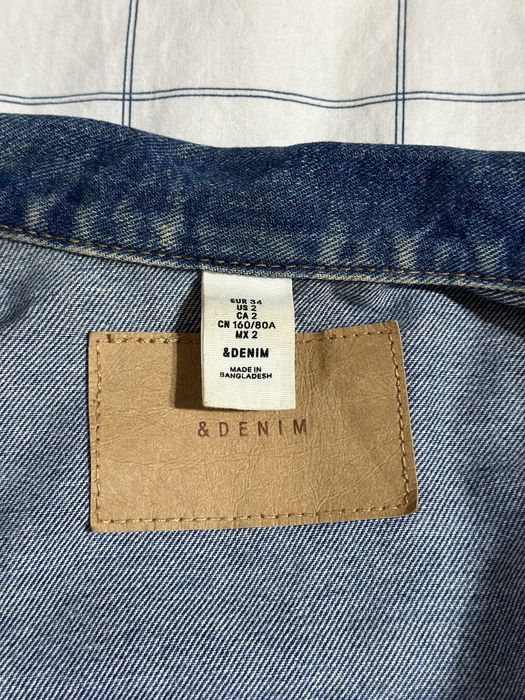 EUR 34
US 2
CA 2
CN 160/80A
MX 2
&DENIM
MADE IN
BANGLADESH
&DENIM